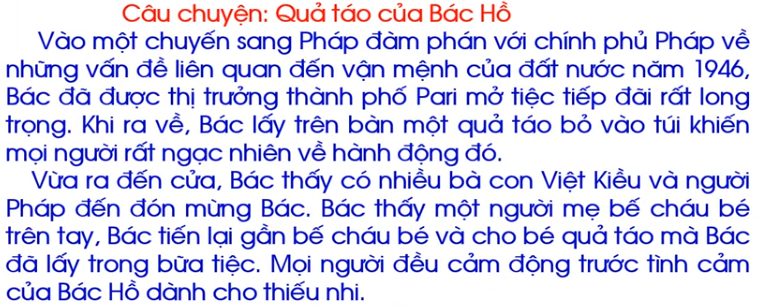 Câu chuyện: Quả táo của Bác Hồ
Vào một chuyến sang Pháp đàm phán với chính phủ Pháp về
những vấn đề liên quan đến vận mệnh của đất nước năm 1946,
Bác đã được thị trưởng thành phố Pari mở tiệc tiếp đãi rất long
trọng. Khi ra về, Bác lấy trên bàn một quả táo bỏ vào túi khiến
mọi người rất ngạc nhiên về hành động đó.
Vừa ra đến cửa, Bác thấy có nhiều bà con Việt Kiều và người
Pháp đến đón mừng Bác. Bác thấy một người mẹ bế cháu bé
trên tay, Bác tiến lại gần bế cháu bé và cho bé quả táo mà Bác
đã lấy trong bữa tiệc. Mọi người đều cảm động trước tình cảm
của Bác Hồ dành cho thiếu nhi.